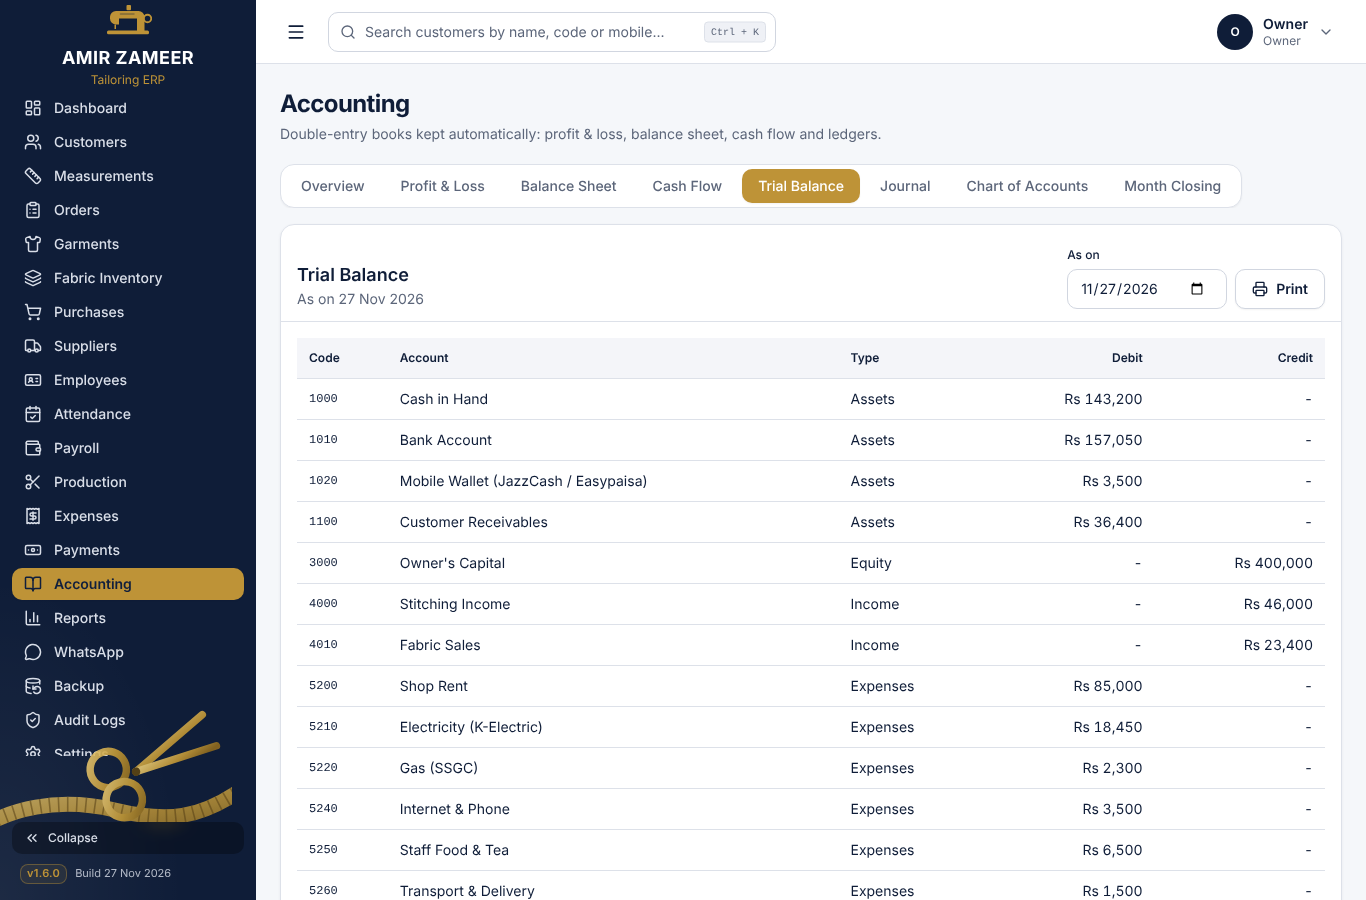 AMIR ZAMEER
Tailoring ERP
Dashboard
Customers
Measurements
Orders
Garments
Fabric Inventory
Purchases
Suppliers
Employees
Attendance
Payroll
Production
Expenses
Payments
Accounting
Reports
WhatsApp
Backup
Audit Logs
Settings
Collapse
v1.6.0 Build 27 Nov 2026
Search customers by name, code or mobile... Ctrl + K
O Owner
Owner
Accounting
Double-entry books kept automatically: profit & loss, balance sheet, cash flow and ledgers.
Overview Profit & Loss Balance Sheet Cash Flow Trial Balance Journal Chart of Accounts Month Closing
Trial Balance
As on 27 Nov 2026
As on
11/27/2026 Print
Code Account Type Debit Credit
1000 Cash in Hand Assets Rs 143,200 -
1010 Bank Account Assets Rs 157,050 -
1020 Mobile Wallet (JazzCash / Easypaisa) Assets Rs 3,500 -
1100 Customer Receivables Assets Rs 36,400 -
3000 Owner's Capital Equity - Rs 400,000
4000 Stitching Income Income - Rs 46,000
4010 Fabric Sales Income - Rs 23,400
5200 Shop Rent Expenses Rs 85,000 -
5210 Electricity (K-Electric) Expenses Rs 18,450 -
5220 Gas (SSGC) Expenses Rs 2,300 -
5240 Internet & Phone Expenses Rs 3,500 -
5250 Staff Food & Tea Expenses Rs 6,500 -
5260 Transport & Delivery Expenses Rs 1,500 -